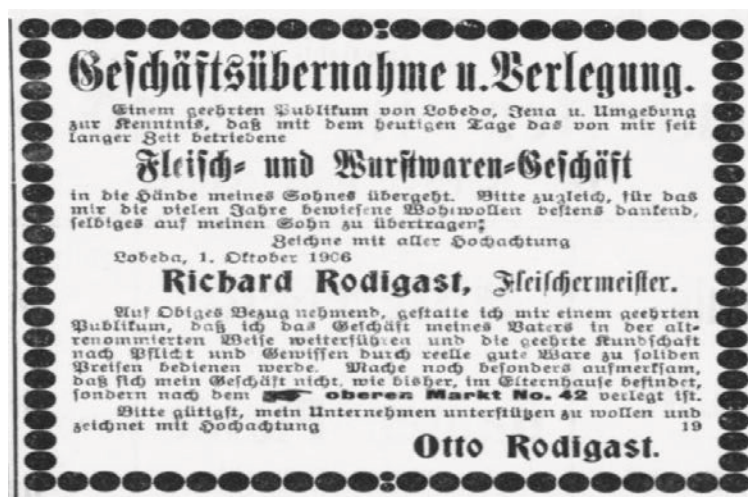 Geschäftsübernahme u. Verlegung.
Einem geehrten Publikum von Lobeda, Jena u. Umgebung
zur Kenntnis, daß mit dem heutigen Tage das von mir seit
langer Zeit betriebene
Fleisch- und Wurstwaren-Geschäft
in die Hände meines Sohnes übergeht. Bitte zugleich, für das
mir die vielen Jahre bewiesene Wohlwollen bestens dankend,
selbiges auf meinen Sohn zu übertragen;
Zeichne mit aller Hochachtung
Lobeda, 1. Oktober 1906
Richard Rodigast, Fleischermeister.
Auf Obiges Bezug nehmend, gestatte ich mir einem geehrten
Publikum, daß ich das Geschäft meines Vaters in der alt-
renommierten Weise weiterführen und die geehrte Kundschaft
nach Pflicht und Gewissen durch reelle gute Ware zu soliden
Preisen bedienen werde. Mache noch besonders aufmerksam,
daß sich mein Geschäft nicht, wie bisher, im Elternhause befindet,
sondern nach dem oberen Markt No. 42 verlegt ist.
Bitte gütigst, mein Unternehmen unterstützen zu wollen und
zeichnet mit Hochachtung 19
Otto Rodigast.